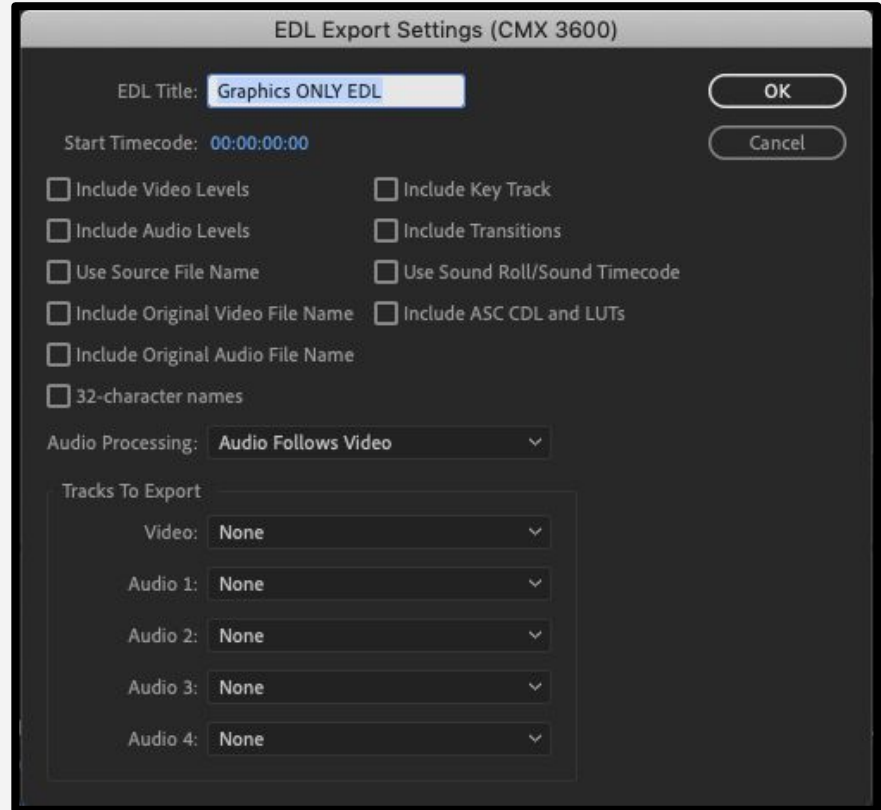 EDL Export Settings (CMX 3600)
EDL Title: Graphics ONLY EDL
OK
Start Timecode: 00:00:00:00
Cancel
Include Video Levels
Include Key Track
Include Audio Levels
Include Transitions
Use Source File Name
Use Sound Roll/Sound Timecode
Include Original Video File Name
Include ASC CDL and LUTs
Include Original Audio File Name
32-character names
Audio Processing: Audio Follows Video
Tracks To Export
Video: None
Audio 1: None
Audio 2: None
Audio 3: None
Audio 4: None